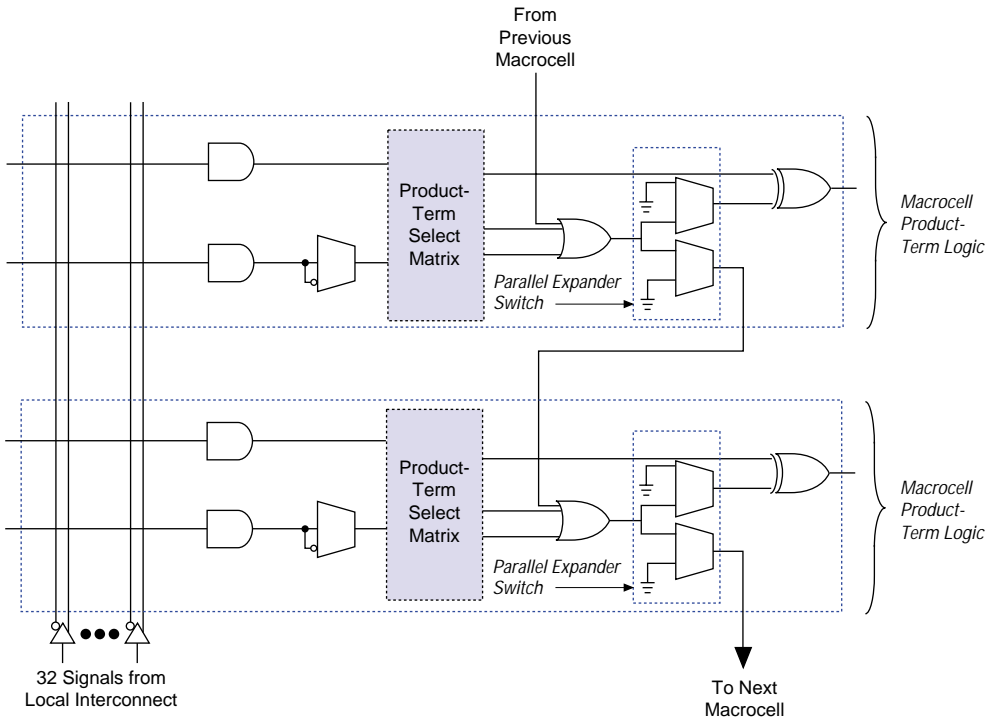 From
Previous
Macrocell
Product-
Term
Select
Matrix
Parallel Expander
Switch
Macrocell
Product-
Term Logic
Product-
Term
Select
Matrix
Parallel Expander
Switch
Macrocell
Product-
Term Logic
32 Signals from
Local Interconnect
To Next
Macrocell